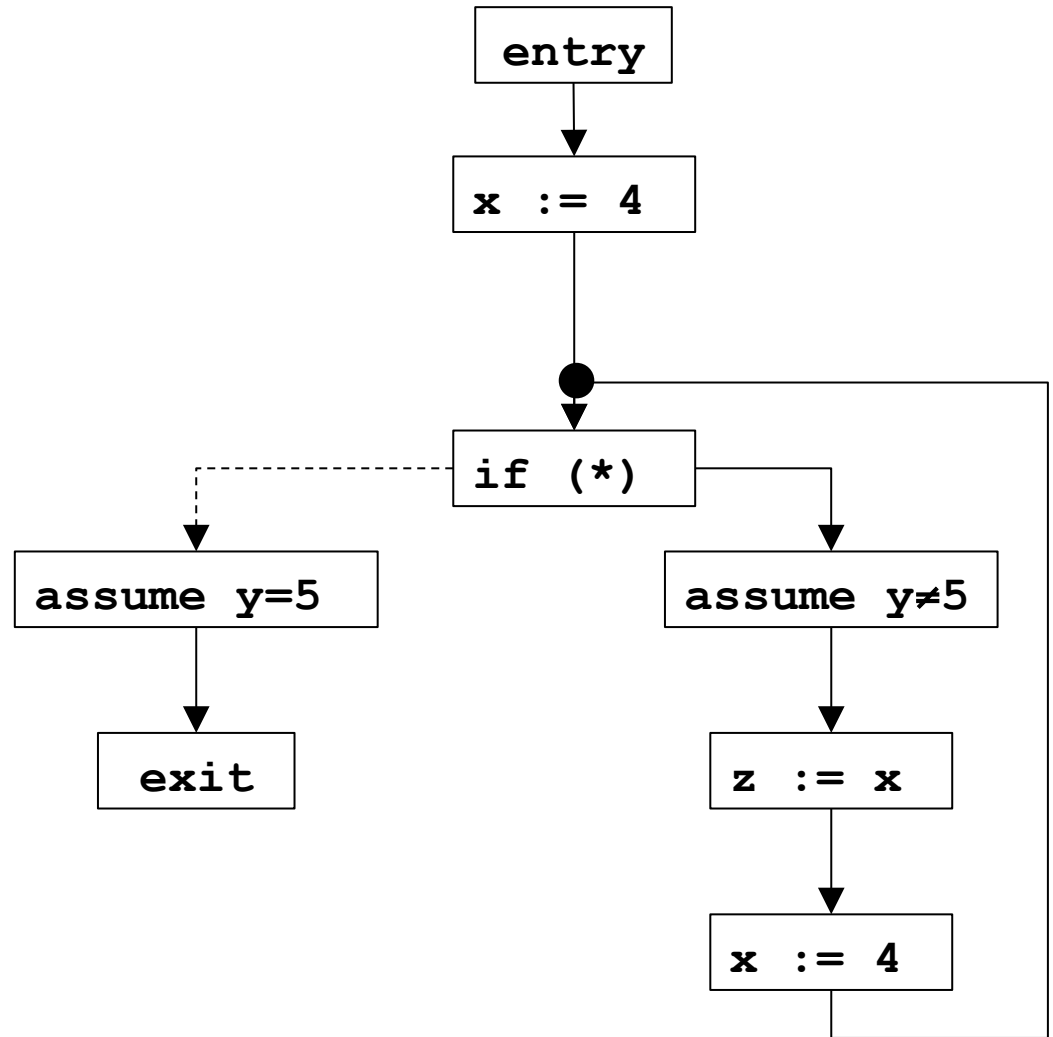 entry
x := 4
if (*)
assume y=5
assume y≠5
exit
z := x
x := 4